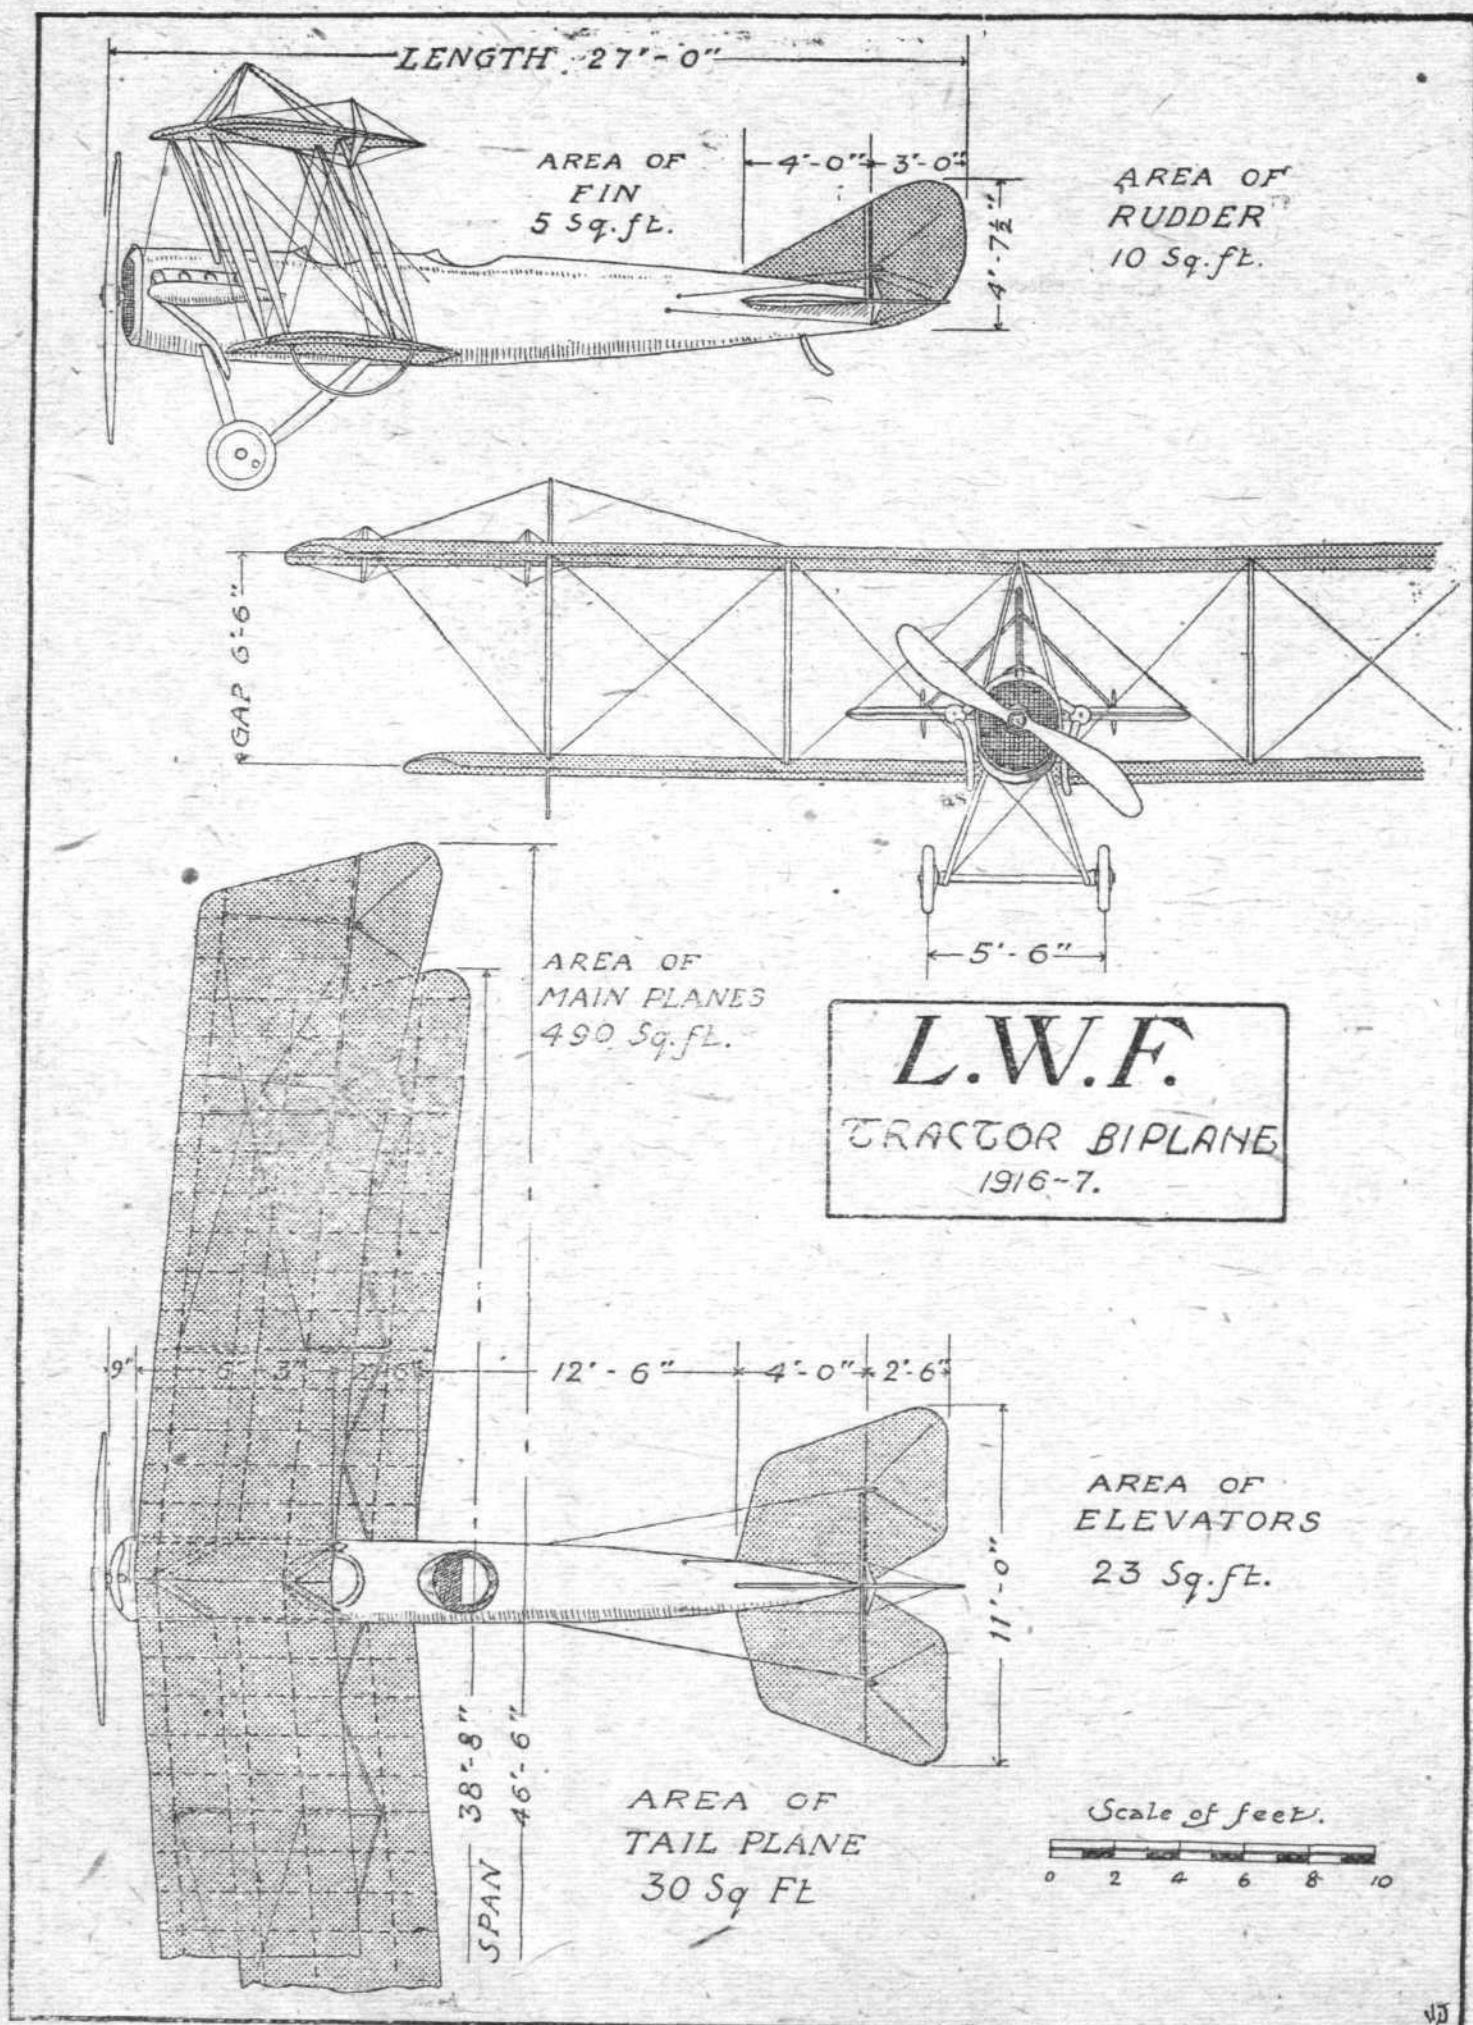 LENGTH 27'-0"
AREA OF
FIN
5 Sq.ft.
4'-0" 3'-0"
4'-7½"
AREA OF
RUDDER
10 Sq.ft.
GAP 6'-6"
5'-6"
AREA OF
MAIN PLANES
490 Sq.ft.
L.W.F.
TRACTOR BIPLANE
1916-7.
9" 12'-6" 4'-0" 2'-6"
11'-0"
AREA OF
ELEVATORS
23 Sq.ft.
SPAN
38'-8"
46'-6"
AREA OF
TAIL PLANE
30 Sq Ft
Scale of feet.
0 2 4 6 8 10